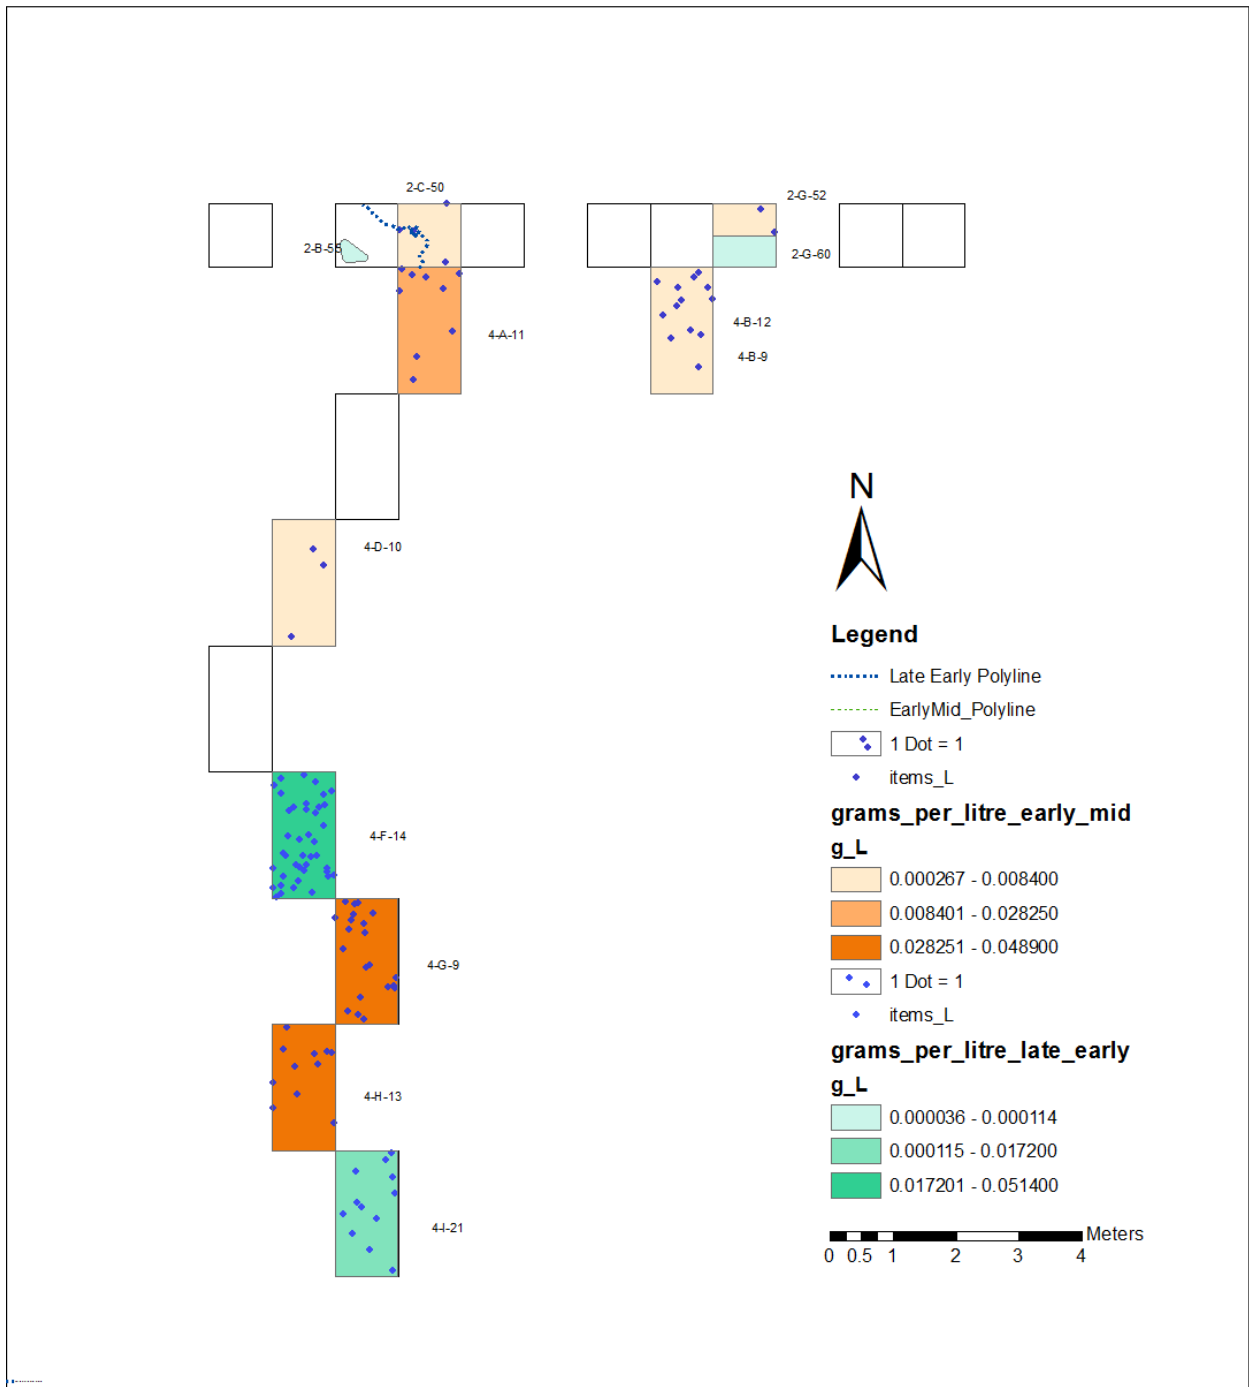 2-C-50
2-G-52
2-B-55
2-G-60
4-B-12
4-A-11
4-B-9
N
4-D-10
Legend
Late Early Polyline
EarlyMid_Polyline
1 Dot = 1
items_L
grams_per_litre_early_mid
g_L
0.000267 - 0.008400
0.008401 - 0.028250
0.028251 - 0.048900
1 Dot = 1
items_L
grams_per_litre_late_early
g_L
0.000036 - 0.000114
0.000115 - 0.017200
0.017201 - 0.051400
Meters
0 0.5 1 2 3 4
4-F-14
4-G-9
4-H-13
4-I-21